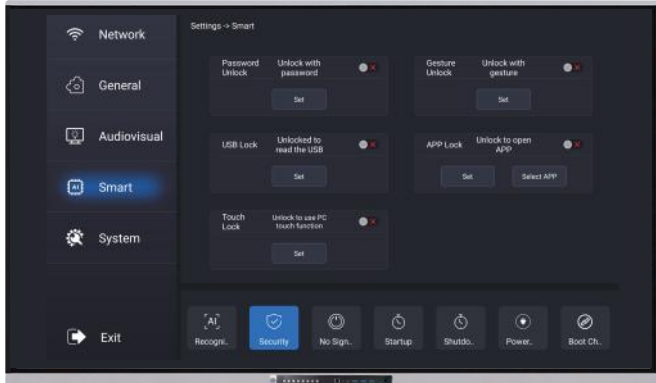 Settings -> Smart
Network
General
Audiovisual
Smart
System
Exit
Password Unlock
Unlock with password
Set
Gesture Unlock
Unlock with gesture
Set
USB Lock
Unlocked to read the USB
Set
APP Lock
Unlock to open APP
Set
Select APP
Touch Lock
Unlock to use PC touch function
Set
[AI]
Recogni..
Security
No Sign..
Startup
Shutdo..
Power..
Boot Ch..
AI